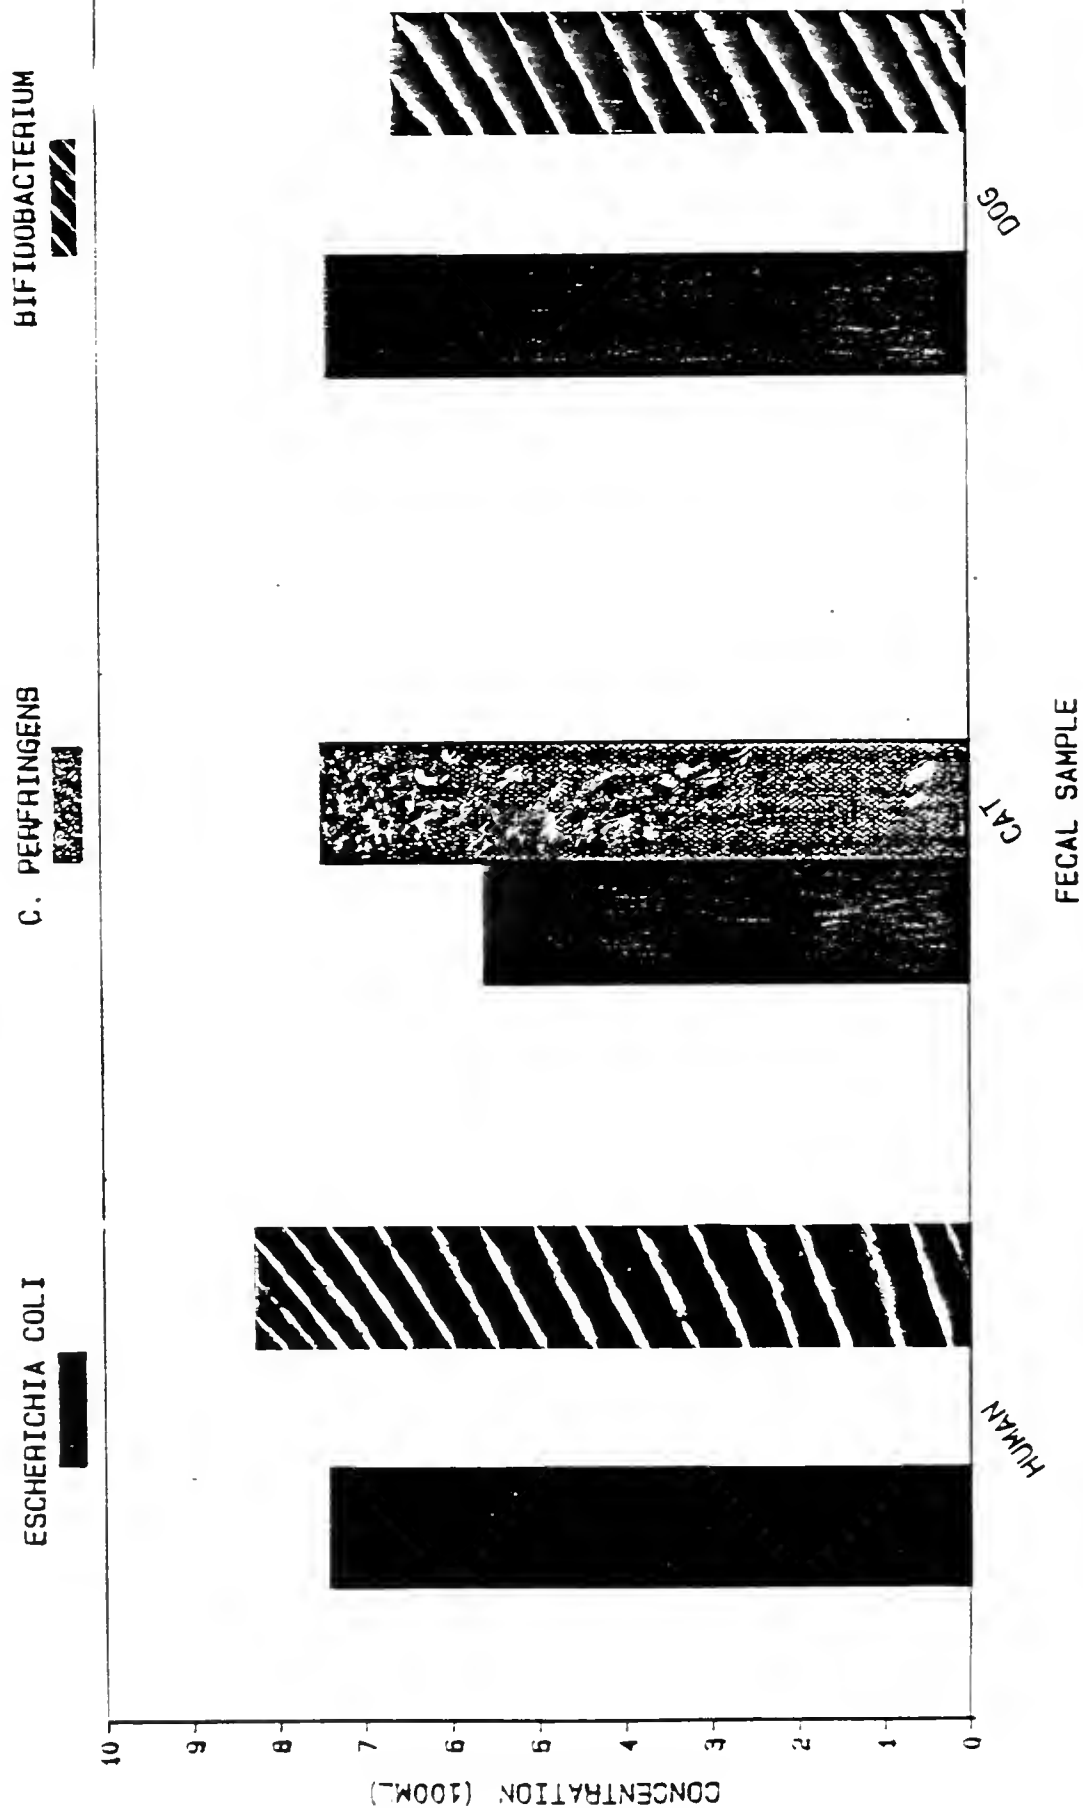 ESCHERICHIA COLI
C. PERFRINGENS
BIFIDOBACTERIUM
CONCENTRATION (100ML)
10
9
8
7
6
5
4
3
2
1
0
HUMAN
CAT
DOG
FECAL SAMPLE